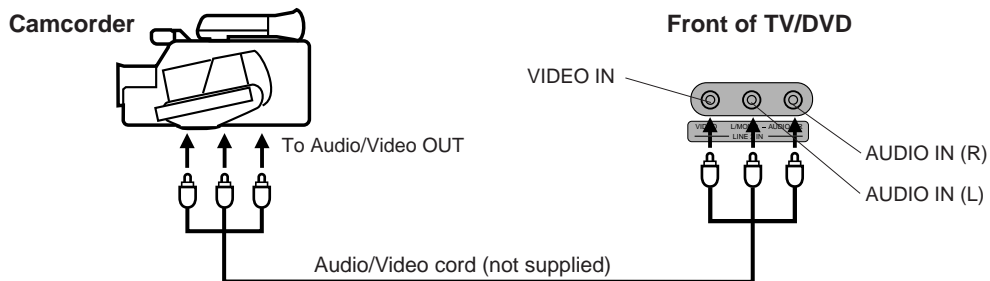 Camcorder
Front of TV/DVD
VIDEO IN
To Audio/Video OUT
AUDIO IN (R)
AUDIO IN (L)
Audio/Video cord (not supplied)